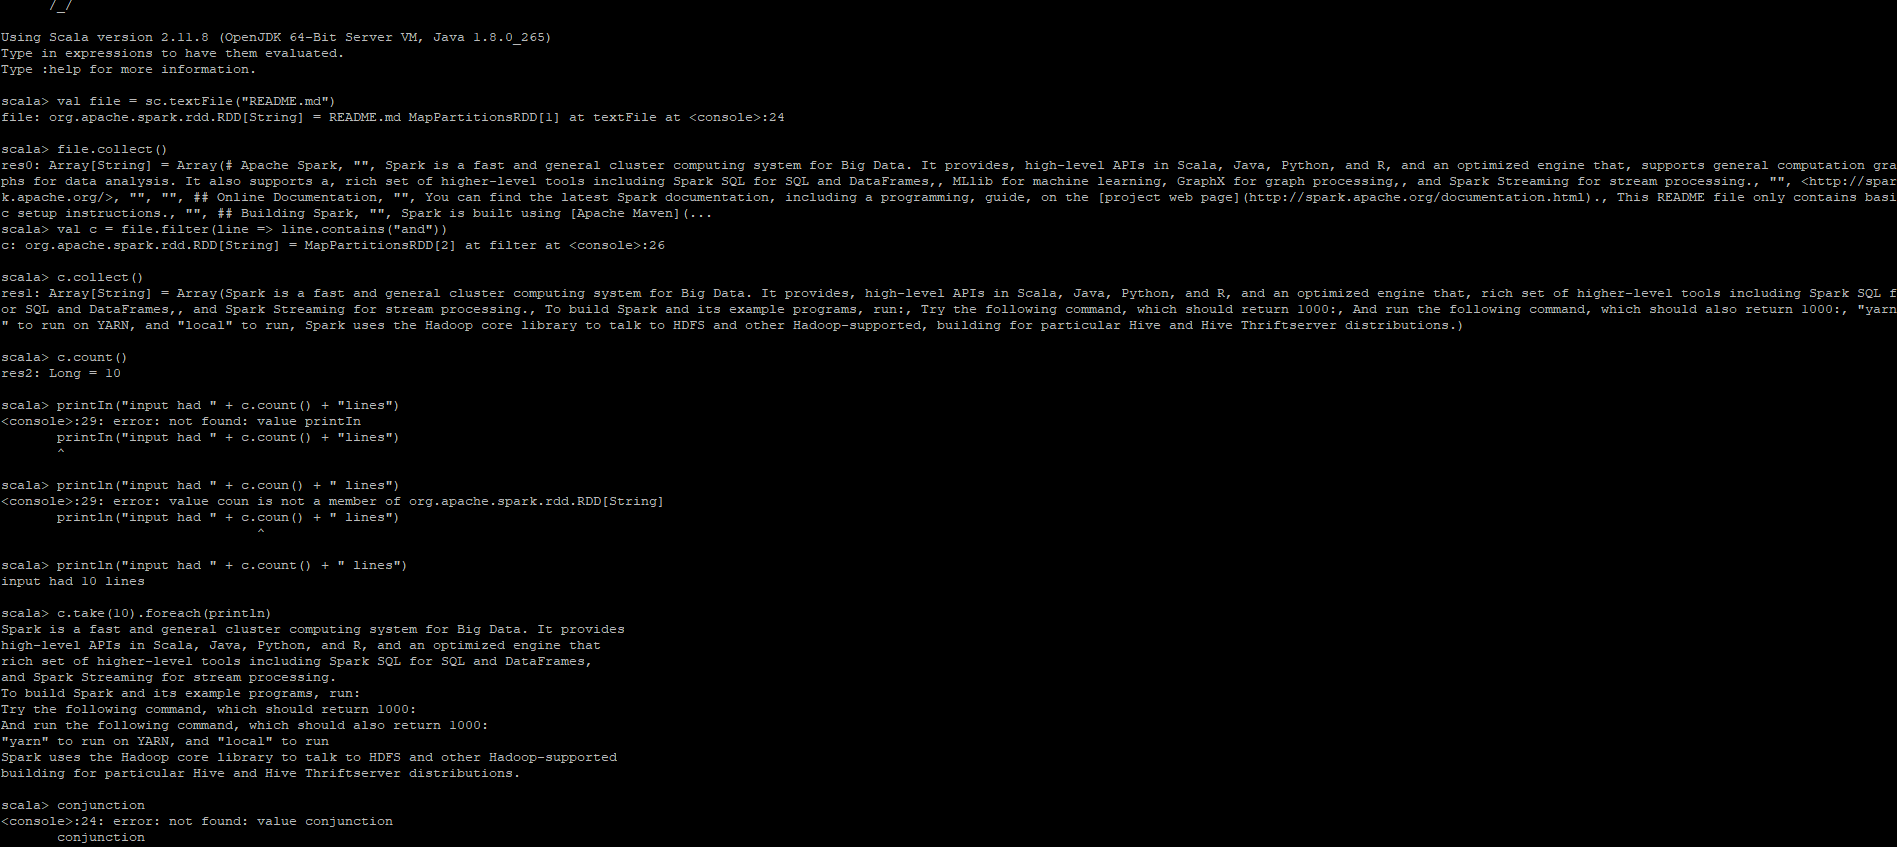 /_/
Using Scala version 2.11.8 (OpenJDK 64-Bit Server VM, Java 1.8.0_265)
Type in expressions to have them evaluated.
Type :help for more information.
scala> val file = sc.textFile("README.md")
file: org.apache.spark.rdd.RDD[String] = README.md MapPartitionsRDD[1] at textFile at <console>:24
scala> file.collect()
res0: Array[String] = Array(# Apache Spark, "", Spark is a fast and general cluster computing system for Big Data. It provides, high-level APIs in Scala, Java, Python, and R, and an optimized engine that, supports general computation gra
phs for data analysis. It also supports a, rich set of higher-level tools including Spark SQL for SQL and DataFrames,, MLlib for machine learning, GraphX for graph processing,, and Spark Streaming for stream processing., "", <http://spar
k.apache.org/>, "", "", ## Online Documentation, "", You can find the latest Spark documentation, including a programming, guide, on the [project web page](http://spark.apache.org/documentation.html)., This README file only contains basi
c setup instructions., "", ## Building Spark, "", Spark is built using [Apache Maven](...
scala> val c = file.filter(line => line.contains("and"))
c: org.apache.spark.rdd.RDD[String] = MapPartitionsRDD[2] at filter at <console>:26
scala> c.collect()
res1: Array[String] = Array(Spark is a fast and general cluster computing system for Big Data. It provides, high-level APIs in Scala, Java, Python, and R, and an optimized engine that, rich set of higher-level tools including Spark SQL f
or SQL and DataFrames,, and Spark Streaming for stream processing., To build Spark and its example programs, run:, Try the following command, which should return 1000:, And run the following command, which should also return 1000:, "yarn
" to run on YARN, and "local" to run, Spark uses the Hadoop core library to talk to HDFS and other Hadoop-supported, building for particular Hive and Hive Thriftserver distributions.)
scala> c.count()
res2: Long = 10
scala> printIn("input had " + c.count() + "lines")
<console>:29: error: not found: value printIn
printIn("input had " + c.count() + "lines")
^
scala> println("input had " + c.coun() + " lines")
<console>:29: error: value coun is not a member of org.apache.spark.rdd.RDD[String]
println("input had " + c.coun() + " lines")
^
scala> println("input had " + c.count() + " lines")
input had 10 lines
scala> c.take(10).foreach(println)
Spark is a fast and general cluster computing system for Big Data. It provides
high-level APIs in Scala, Java, Python, and R, and an optimized engine that
rich set of higher-level tools including Spark SQL for SQL and DataFrames,
and Spark Streaming for stream processing.
To build Spark and its example programs, run:
Try the following command, which should return 1000:
And run the following command, which should also return 1000:
"yarn" to run on YARN, and "local" to run
Spark uses the Hadoop core library to talk to HDFS and other Hadoop-supported
building for particular Hive and Hive Thriftserver distributions.
scala> conjunction
<console>:24: error: not found: value conjunction
conjunction